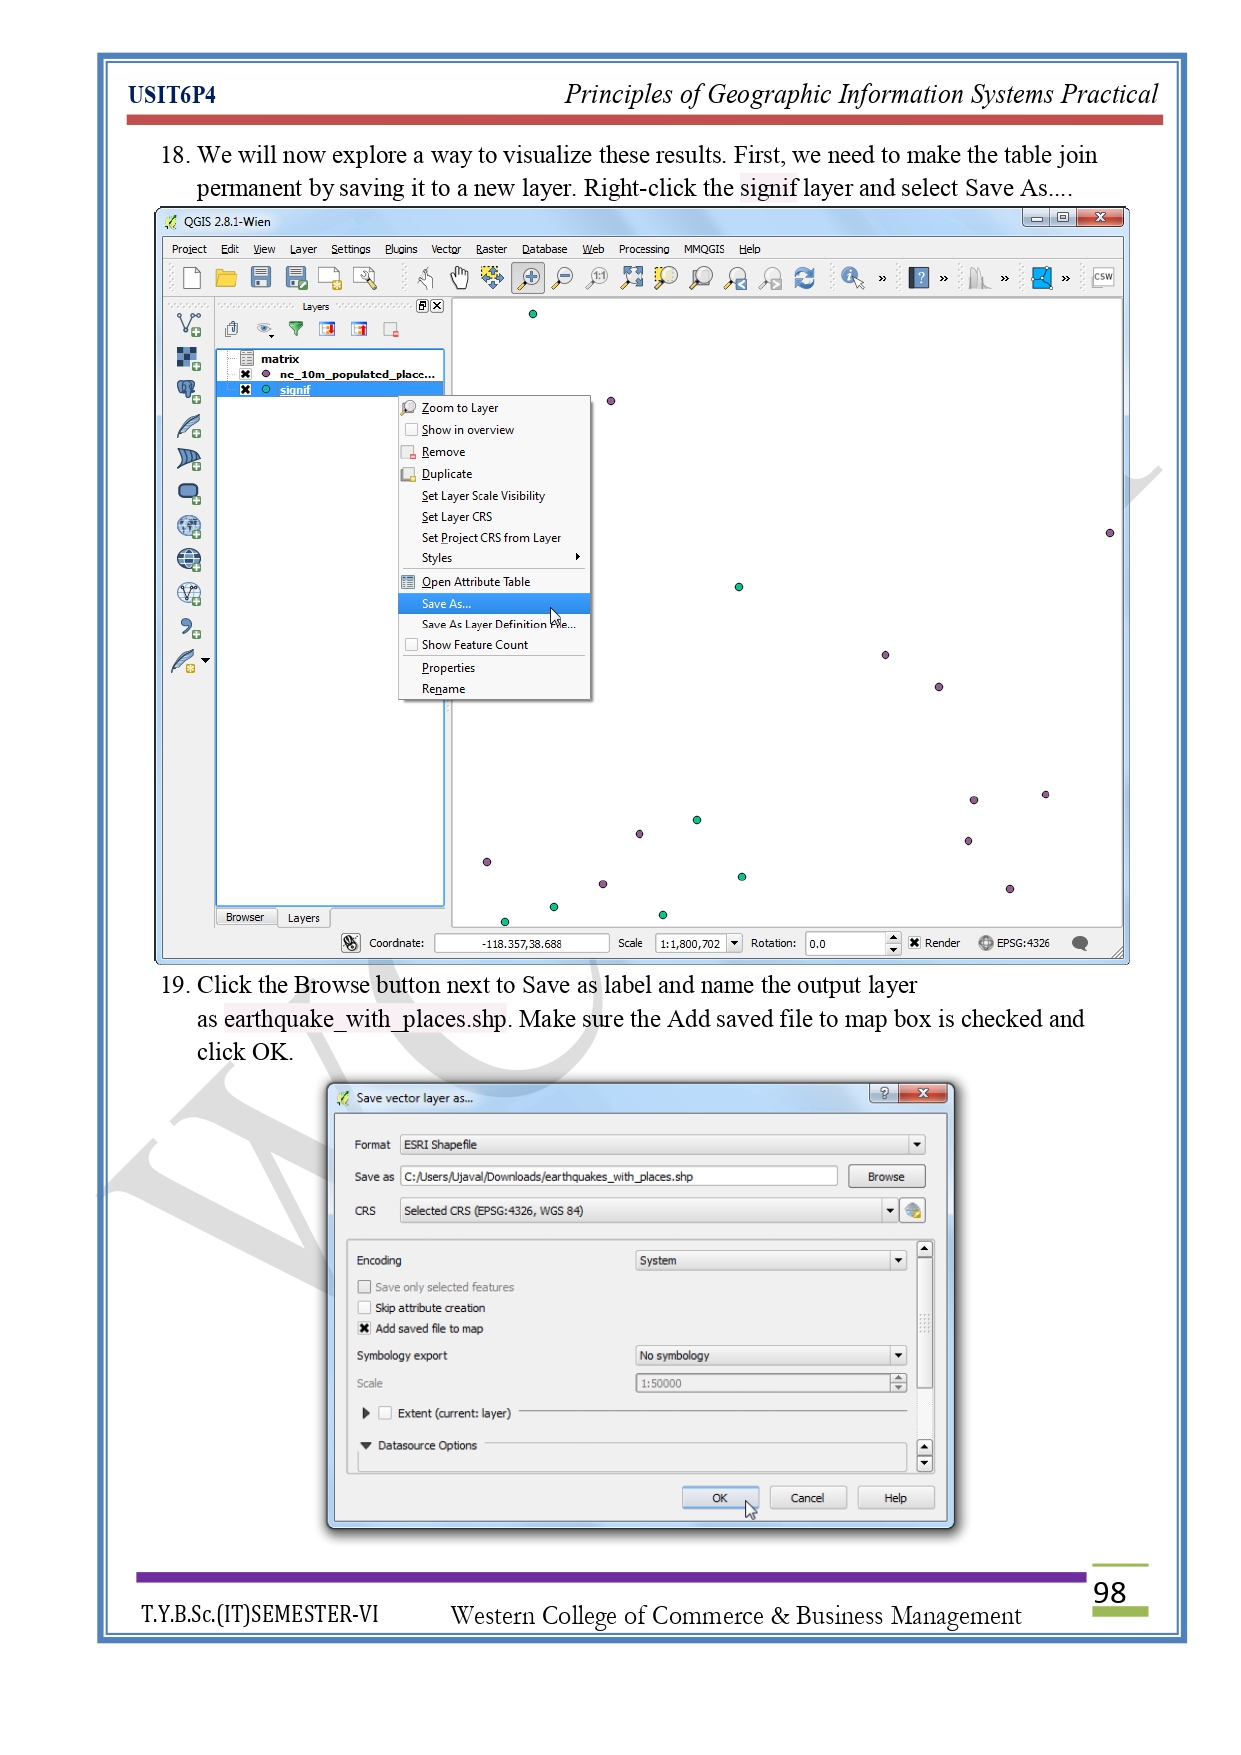 USIT6P4 Principles of Geographic Information Systems Practical
18. We will now explore a way to visualize these results. First, we need to make the table join
permanent by saving it to a new layer. Right-click the signif layer and select Save As....
QGIS 2.8.1-Wien
Project Edit View Layer Settings Plugins Vector Raster Database Web Processing MMQGIS Help
1:1 » ? » » » CSW
Layers
matrix
ne_10m_populated_place...
signif
Zoom to Layer
Show in overview
Remove
Duplicate
Set Layer Scale Visibility
Set Layer CRS
Set Project CRS from Layer
Styles
Open Attribute Table
Save As...
Save As Layer Definition File...
Show Feature Count
Properties
Rename
Browser Layers
Coordinate: -118.357,38.688 Scale 1:1,800,702 Rotation: 0.0 Render EPSG:4326
19. Click the Browse button next to Save as label and name the output layer
as earthquake_with_places.shp. Make sure the Add saved file to map box is checked and
click OK.
Save vector layer as...
Format ESRI Shapefile
Save as C:/Users/Ujaval/Downloads/earthquakes_with_places.shp Browse
CRS Selected CRS (EPSG:4326, WGS 84)
Encoding System
Save only selected features
Skip attribute creation
Add saved file to map
Symbology export No symbology
Scale 1:50000
Extent (current: layer)
Datasource Options
OK Cancel Help
98
T.Y.B.Sc.(IT)SEMESTER-VI Western College of Commerce & Business Management